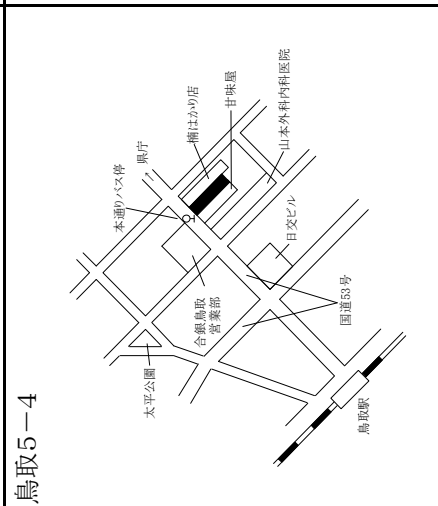 鳥取5-4
県庁
本通りバス停
楠はかり店
甘味屋
山本外科内科医院
日交ビル
合銀鳥取
営業部
国道53号
太平公園
鳥取駅